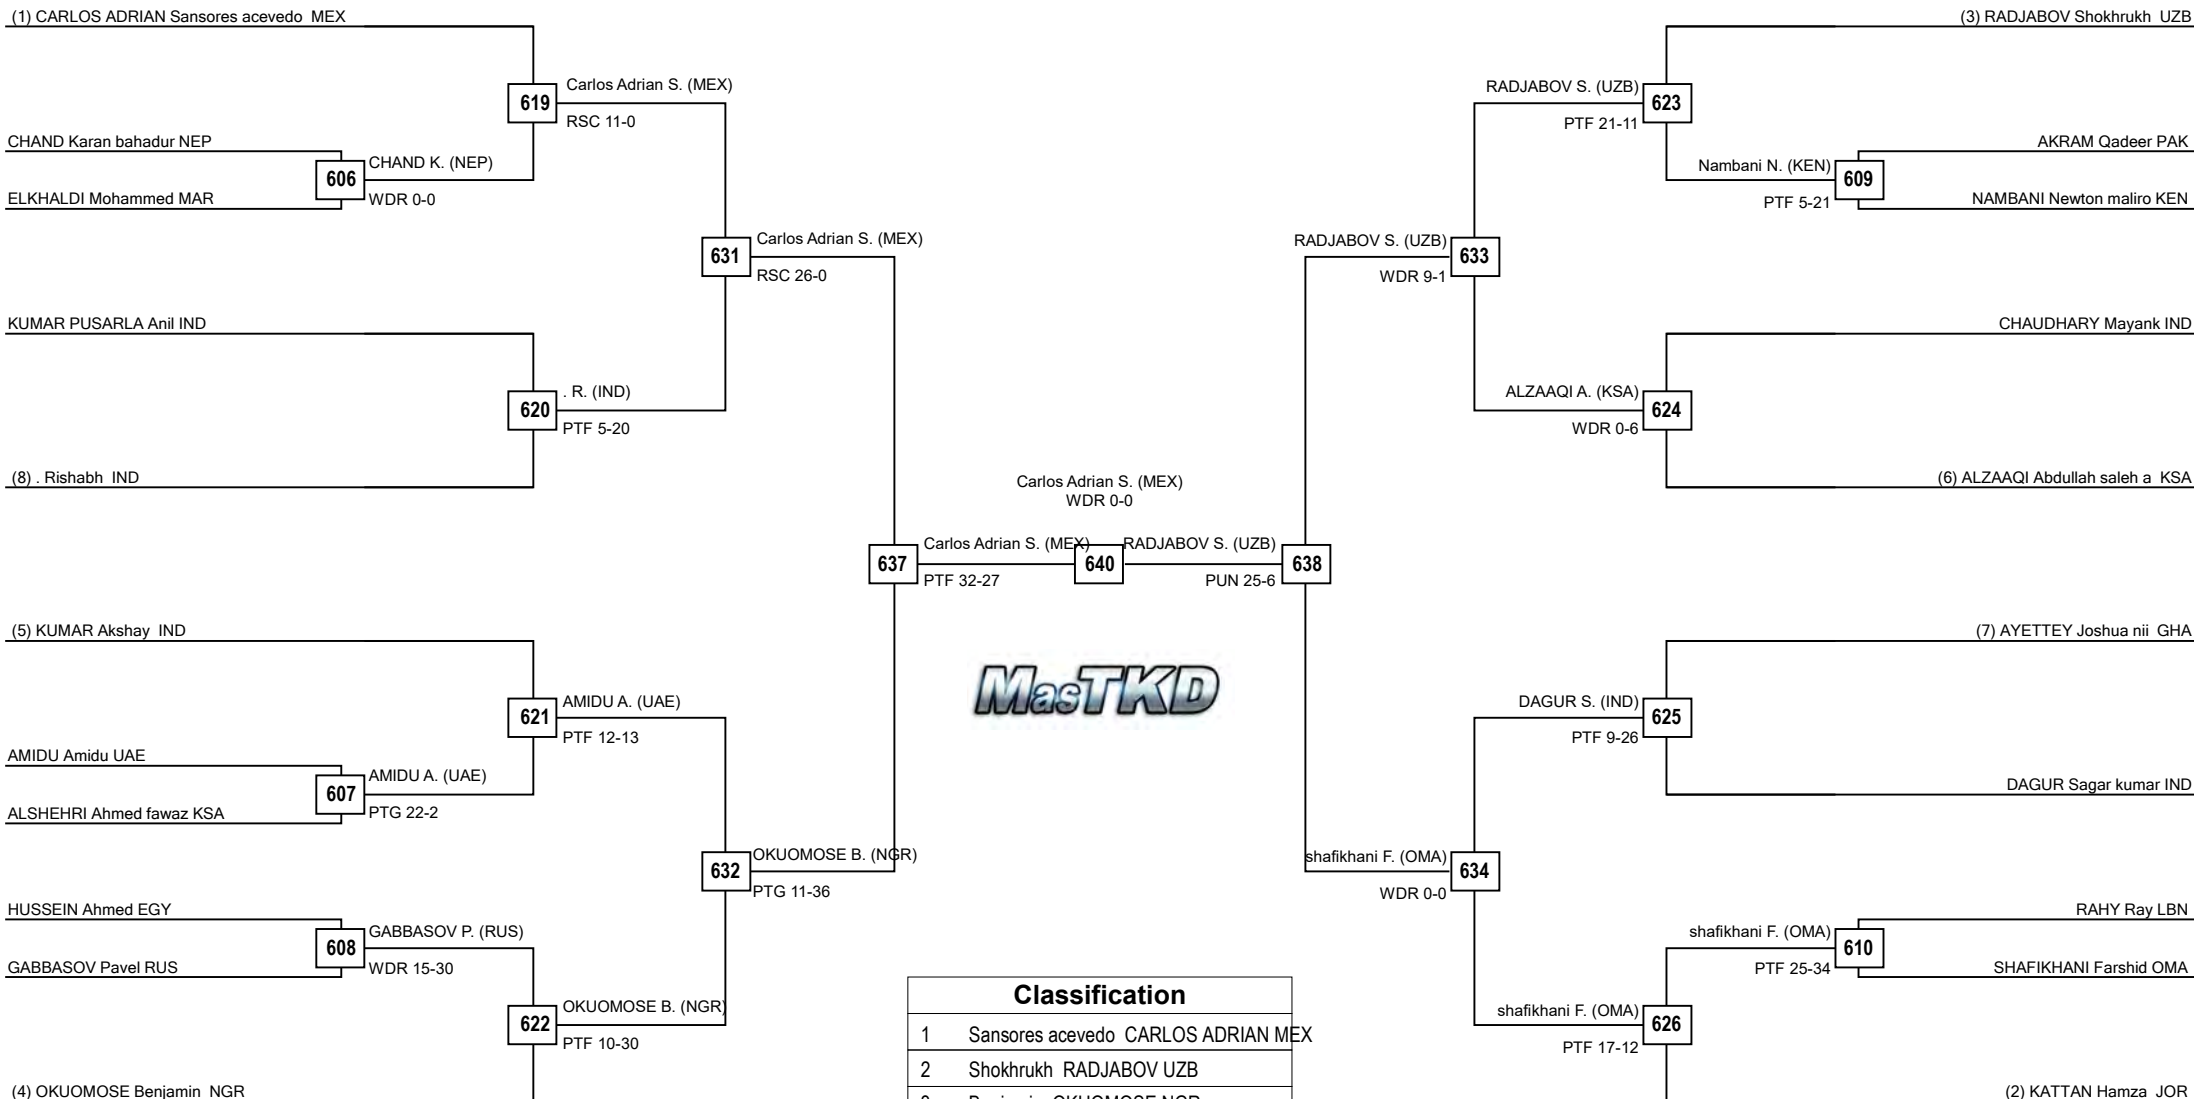 (1) CARLOS ADRIAN Sansores acevedo MEX
(3) RADJABOV Shokhrukh UZB
Carlos Adrian S. (MEX)
619
RSC 11-0
RADJABOV S. (UZB)
623
PTF 21-11
CHAND Karan bahadur NEP
606
CHAND K. (NEP)
ELKHALDI Mohammed MAR
WDR 0-0
AKRAM Qadeer PAK
Nambani N. (KEN)
609
PTF 5-21
NAMBANI Newton maliro KEN
Carlos Adrian S. (MEX)
631
RSC 26-0
RADJABOV S. (UZB)
633
WDR 9-1
KUMAR PUSARLA Anil IND
CHAUDHARY Mayank IND
. R. (IND)
620
PTF 5-20
ALZAAQI A. (KSA)
624
WDR 0-6
(8) . Rishabh IND
(6) ALZAAQI Abdullah saleh a KSA
Carlos Adrian S. (MEX)
WDR 0-0
637
Carlos Adrian S. (MEX)
PTF 32-27
640
RADJABOV S. (UZB)
638
PUN 25-6
MasTKD
(5) KUMAR Akshay IND
(7) AYETTEY Joshua nii GHA
AMIDU A. (UAE)
621
PTF 12-13
DAGUR S. (IND)
625
PTF 9-26
AMIDU Amidu UAE
607
AMIDU A. (UAE)
ALSHEHRI Ahmed fawaz KSA
PTG 22-2
DAGUR Sagar kumar IND
OKUOMOSE B. (NGR)
632
PTG 11-36
shafikhani F. (OMA)
634
WDR 0-0
HUSSEIN Ahmed EGY
608
GABBASOV P. (RUS)
GABBASOV Pavel RUS
WDR 15-30
RAHY Ray LBN
shafikhani F. (OMA)
610
PTF 25-34
SHAFIKHANI Farshid OMA
OKUOMOSE B. (NGR)
622
PTF 10-30
shafikhani F. (OMA)
626
PTF 17-12
(4) OKUOMOSE Benjamin NGR
(2) KATTAN Hamza JOR
Classification
1 Sansores acevedo CARLOS ADRIAN MEX
2 Shokhrukh RADJABOV UZB